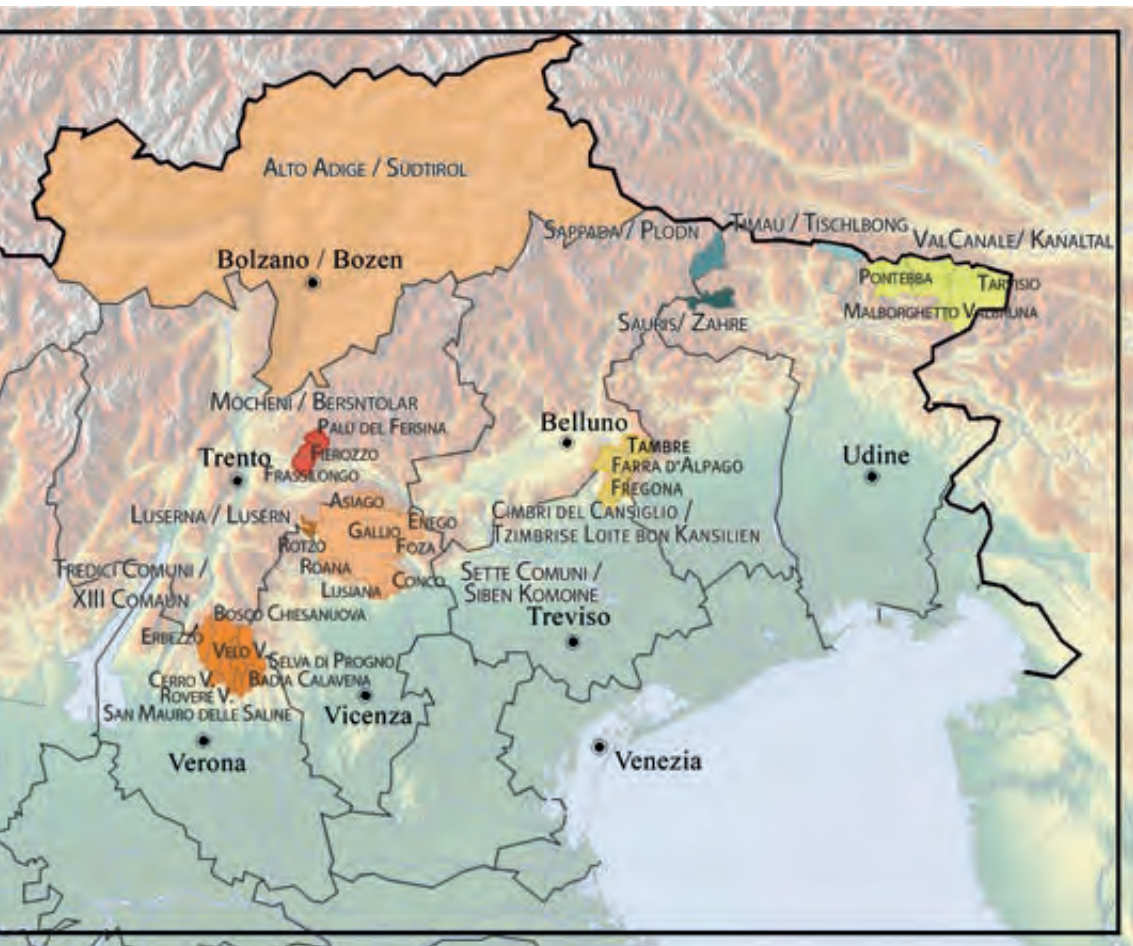 Alto Adige / Südtirol
Sappada / Plodn
Timau / Tischlbong
ValCanale/ Kanaltal
Bolzano / Bozen
Pontebba
Tarvisio
Malborghetto Valbruna
Sauris/ Zahre
Mocheni / Bersntolar
Palù del Fersina
Belluno
Fierozzo
Trento
Frassilongo
Tambre
Farra d'Alpago
Fregona
Udine
Asiago
Luserna / Lusérn
Gallio
Enego
Cimbri del Cansiglio /
Tzimbrise Loite bon Kansilien
Rotzo
Foza
Roana
Tredici Comuni /
XIII Comaün
Lusiana
Conco
Sette Comuni /
Siben Komoine
Bosco Chiesanuova
Treviso
Erbezzo
Velo V.
Selva di Progno
Cerro V.
Badia Calavena
Roverè V.
San Mauro delle Saline
Vicenza
Verona
Venezia